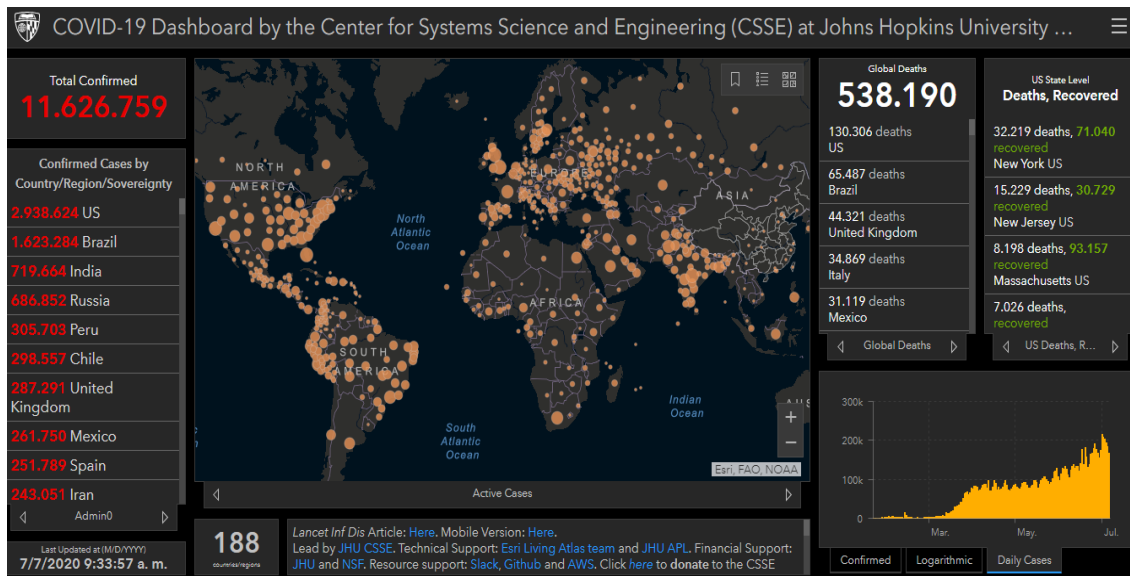 COVID-19 Dashboard by the Center for Systems Science and Engineering (CSSE) at Johns Hopkins University ...
Total Confirmed
11.626.759
Confirmed Cases by
Country/Region/Sovereignty
2.938.624 US
1.623.284 Brazil
719.664 India
686.852 Russia
305.703 Peru
298.557 Chile
287.291 United
Kingdom
261.750 Mexico
251.789 Spain
243.051 Iran
Admin0
Last Updated at (M/D/YYYY)
7/7/2020 9:33:57 a. m.
NORTH
AMERICA
North
Atlantic
Ocean
EUROPE
ASIA
AFRICA
SOUTH
AMERICA
Indian
Ocean
South
Atlantic
Ocean
AUS
+
−
Esri, FAO, NOAA
Active Cases
188
countries/regions
Lancet Inf Dis Article: Here. Mobile Version: Here.
Lead by JHU CSSE. Technical Support: Esri Living Atlas team and JHU APL. Financial Support:
JHU and NSF. Resource support: Slack, Github and AWS. Click here to donate to the CSSE
Global Deaths
538.190
130.306 deaths
US
65.487 deaths
Brazil
44.321 deaths
United Kingdom
34.869 deaths
Italy
31.119 deaths
Mexico
Global Deaths
US State Level
Deaths, Recovered
32.219 deaths, 71.040
recovered
New York US
15.229 deaths, 30.729
recovered
New Jersey US
8.198 deaths, 93.157
recovered
Massachusetts US
7.026 deaths,
recovered
US Deaths, R...
300k
200k
100k
0
Mar.
May.
Jul.
Confirmed
Logarithmic
Daily Cases